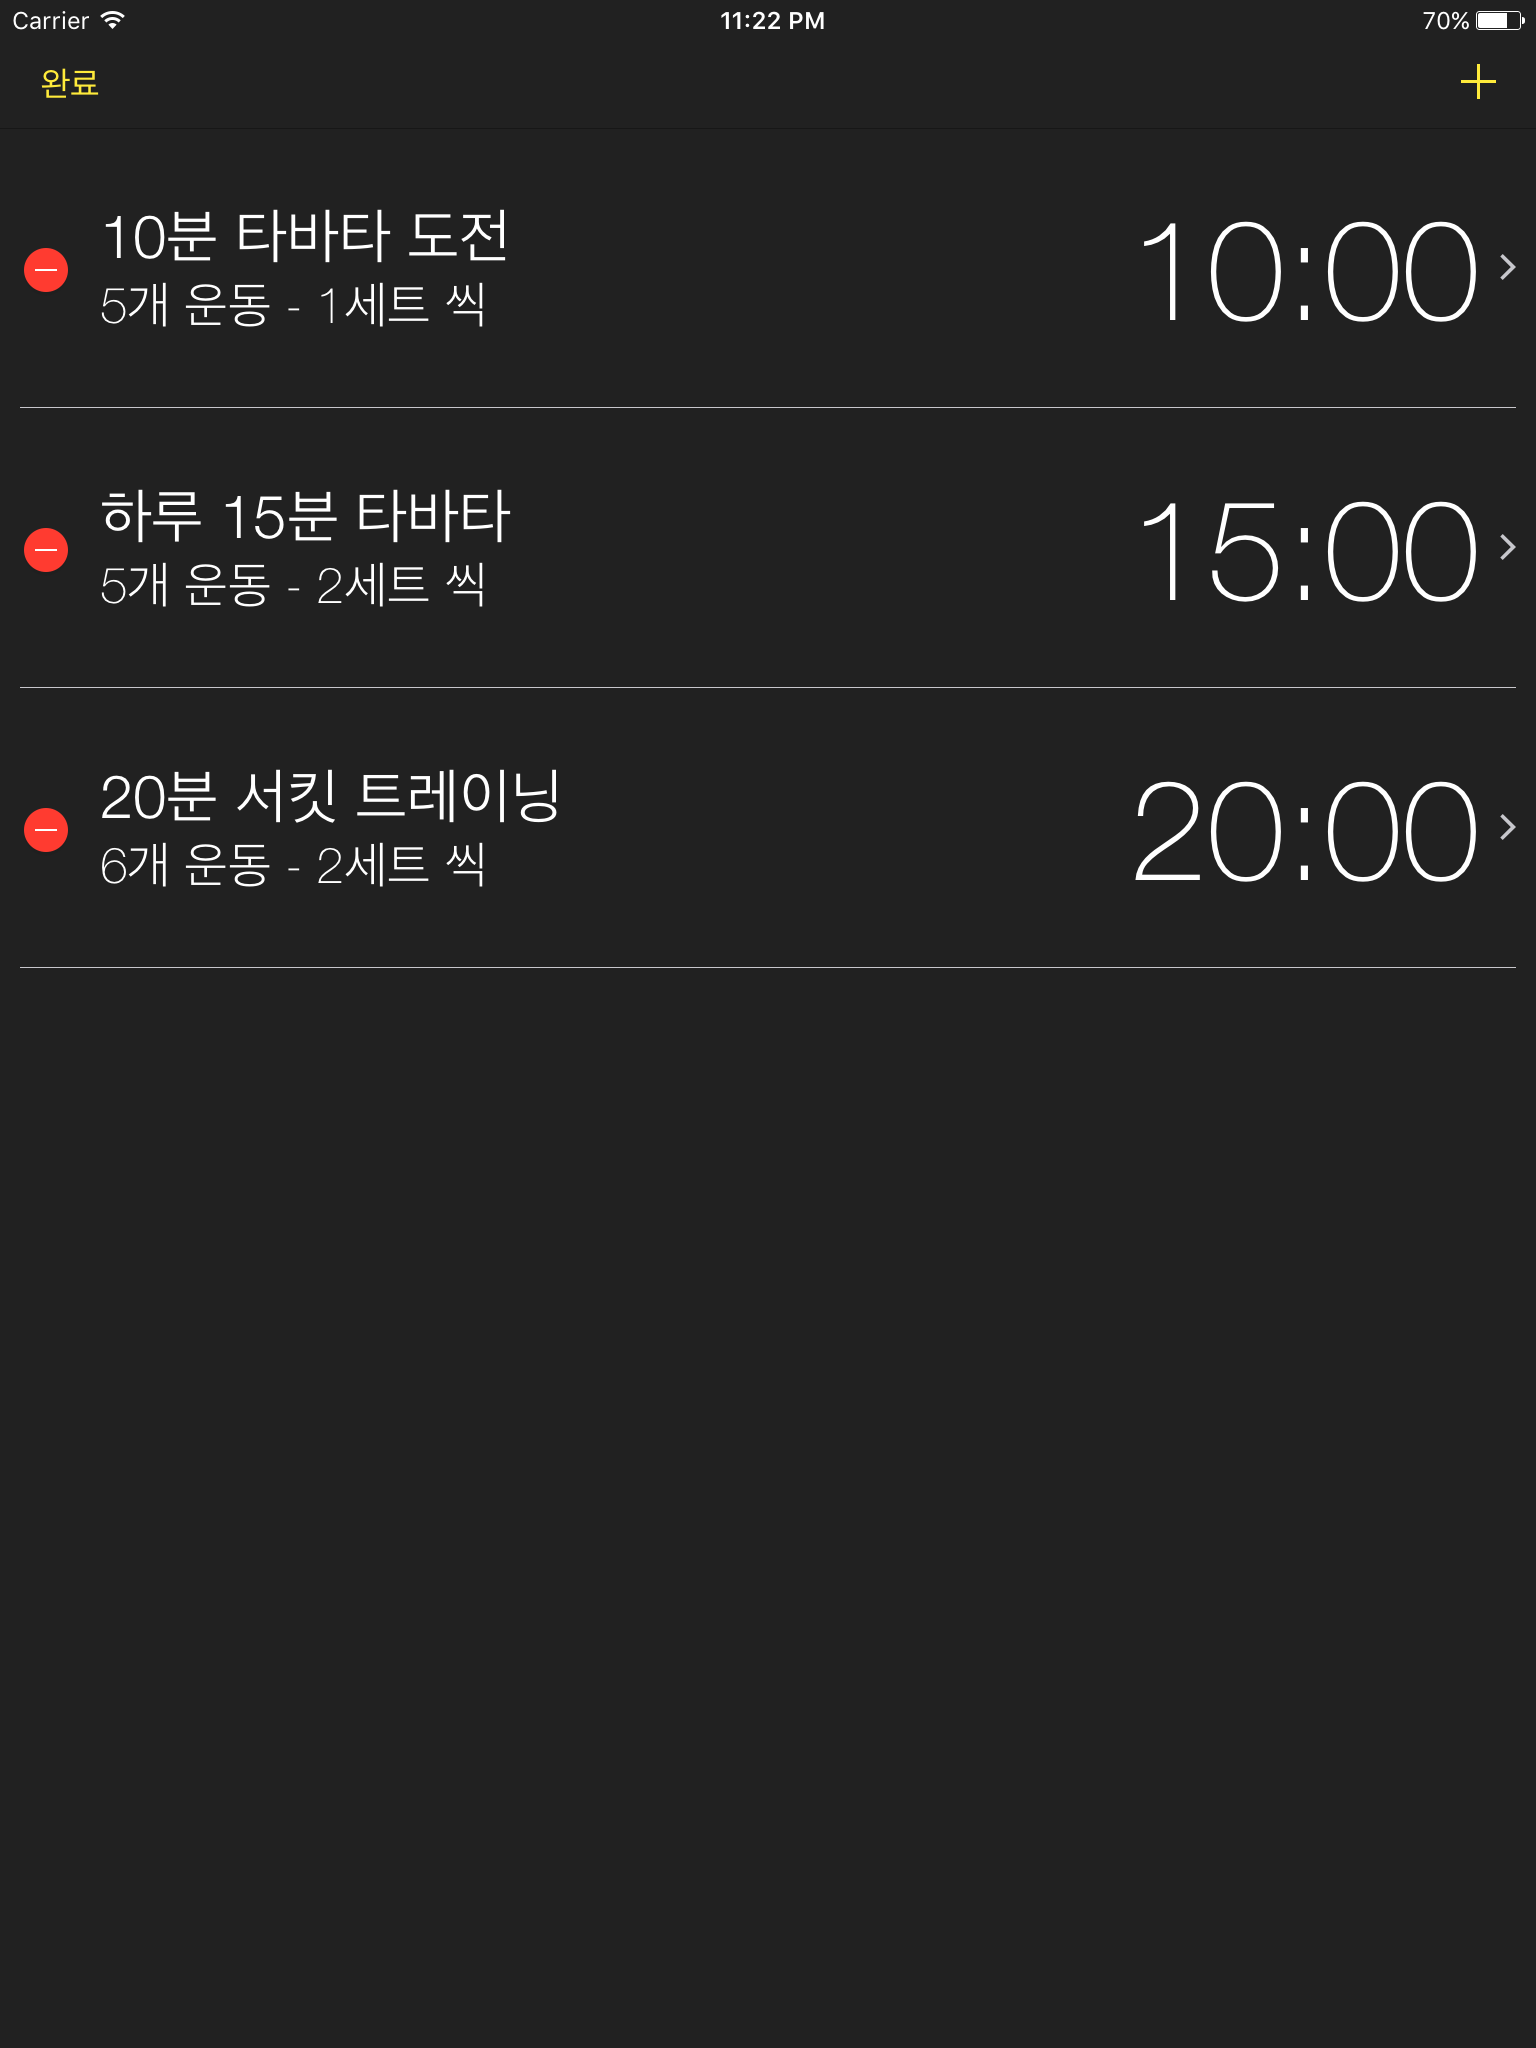 Carrier 11:22 PM 70%
완료
10분 타바타 도전
5개 운동 - 1세트 씩
10:00
하루 15분 타바타
5개 운동 - 2세트 씩
15:00
20분 서킷 트레이닝
6개 운동 - 2세트 씩
20:00